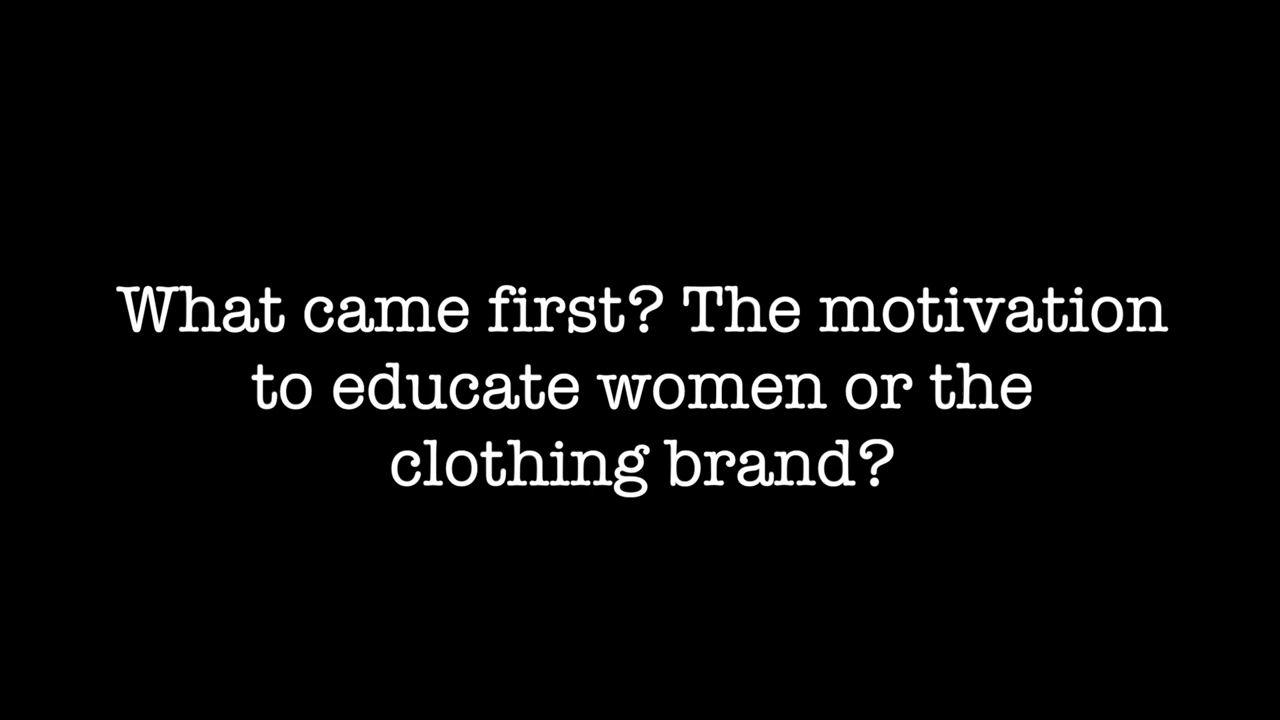 What came first? The motivation
to educate women or the
clothing brand?